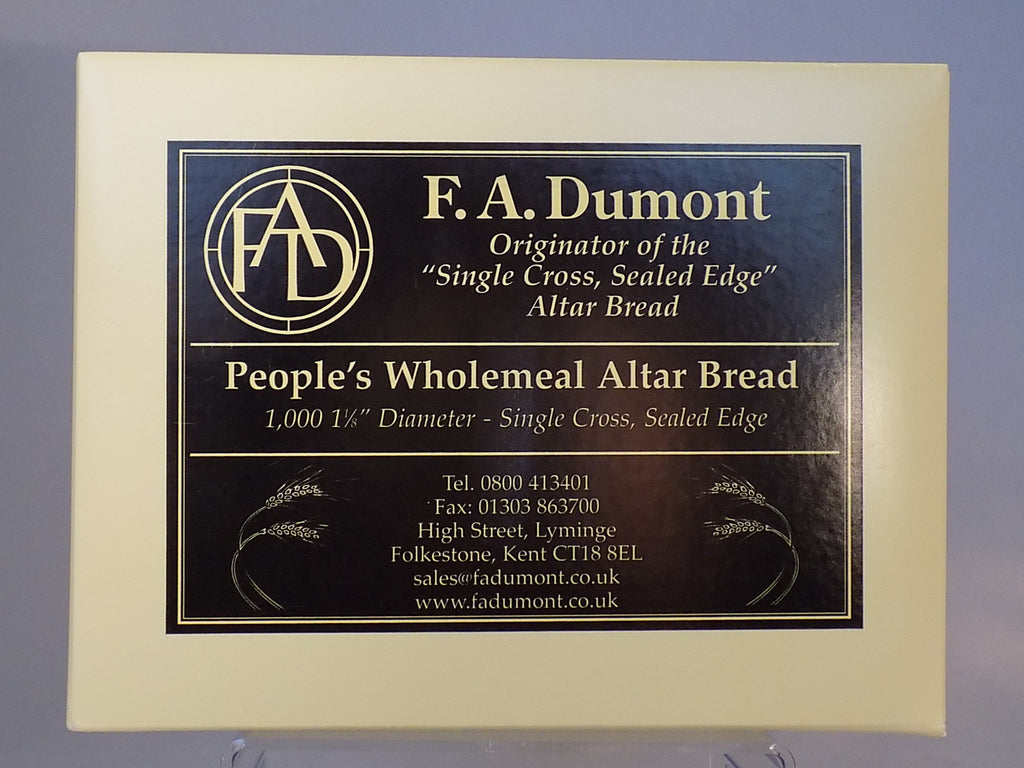 FAD
F. A. Dumont
Originator of the
“Single Cross, Sealed Edge”
Altar Bread
People’s Wholemeal Altar Bread
1,000 1⅛” Diameter - Single Cross, Sealed Edge
Tel. 0800 413401
Fax: 01303 863700
High Street, Lyminge
Folkestone, Kent CT18 8EL
sales@fadumont.co.uk
www.fadumont.co.uk